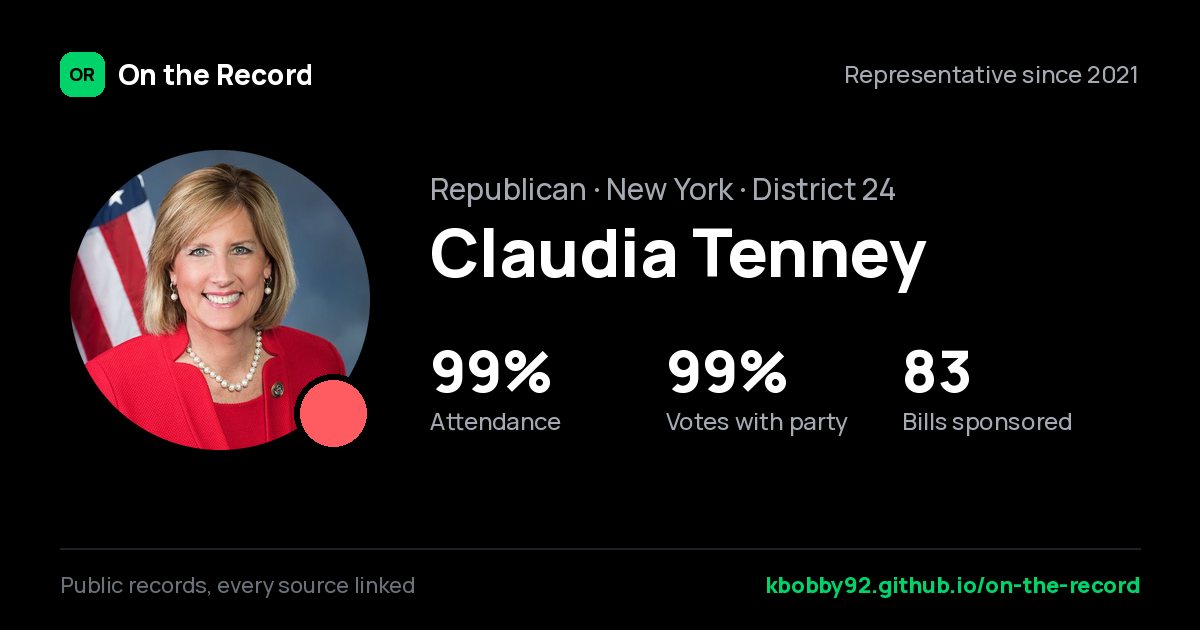 OR On the Record
Representative since 2021
Republican · New York · District 24
Claudia Tenney
99% 99% 83
Attendance Votes with party Bills sponsored
Public records, every source linked
kbobby92.github.io/on-the-record